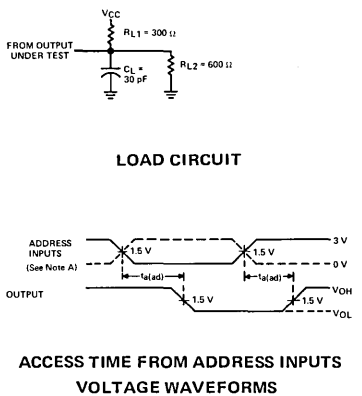 VCC
RL1 = 300 Ω
FROM OUTPUT
UNDER TEST
CL =
30 pF
RL2 = 600 Ω
LOAD CIRCUIT
ADDRESS
INPUTS
(See Note A)
1.5 V
1.5 V
3 V
0 V
ta(ad)
ta(ad)
OUTPUT
1.5 V
1.5 V
VOH
VOL
ACCESS TIME FROM ADDRESS INPUTS
VOLTAGE WAVEFORMS